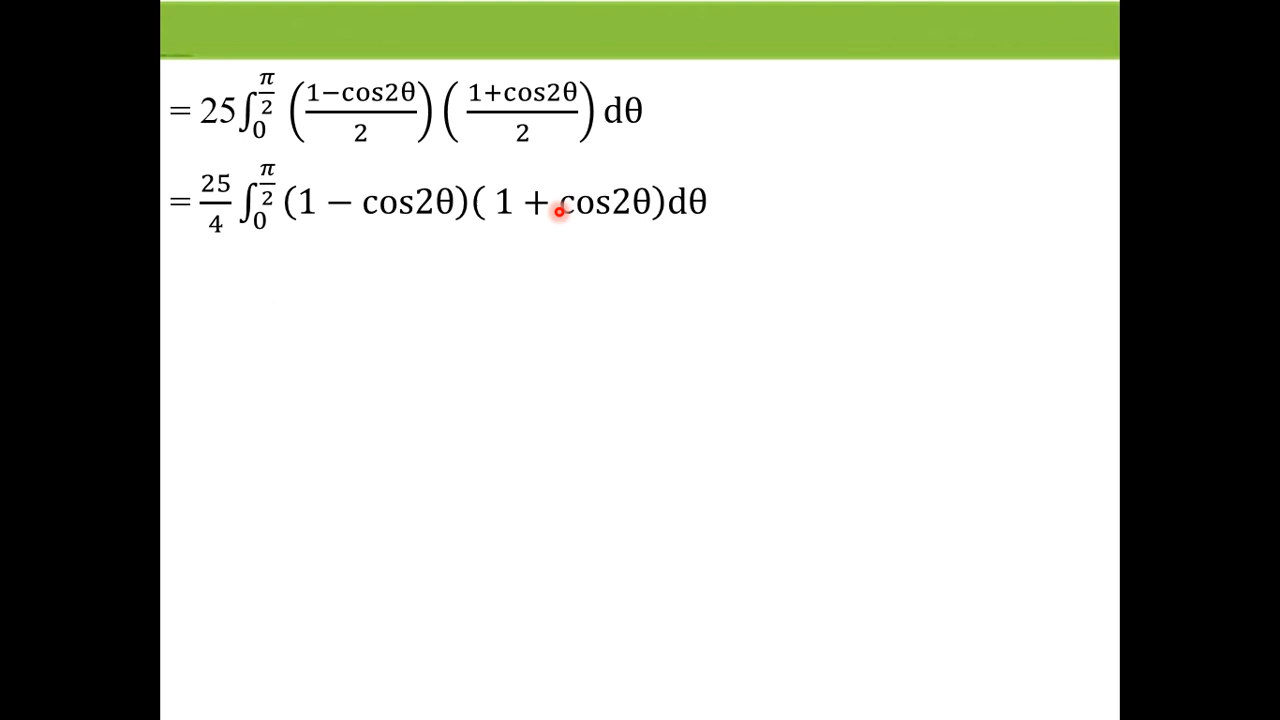 = 25∫₀^(π/2) ((1−cos2θ)/2) ((1+cos2θ)/2) dθ
= 25/4 ∫₀^(π/2) (1 − cos2θ)( 1 + cos2θ)dθ